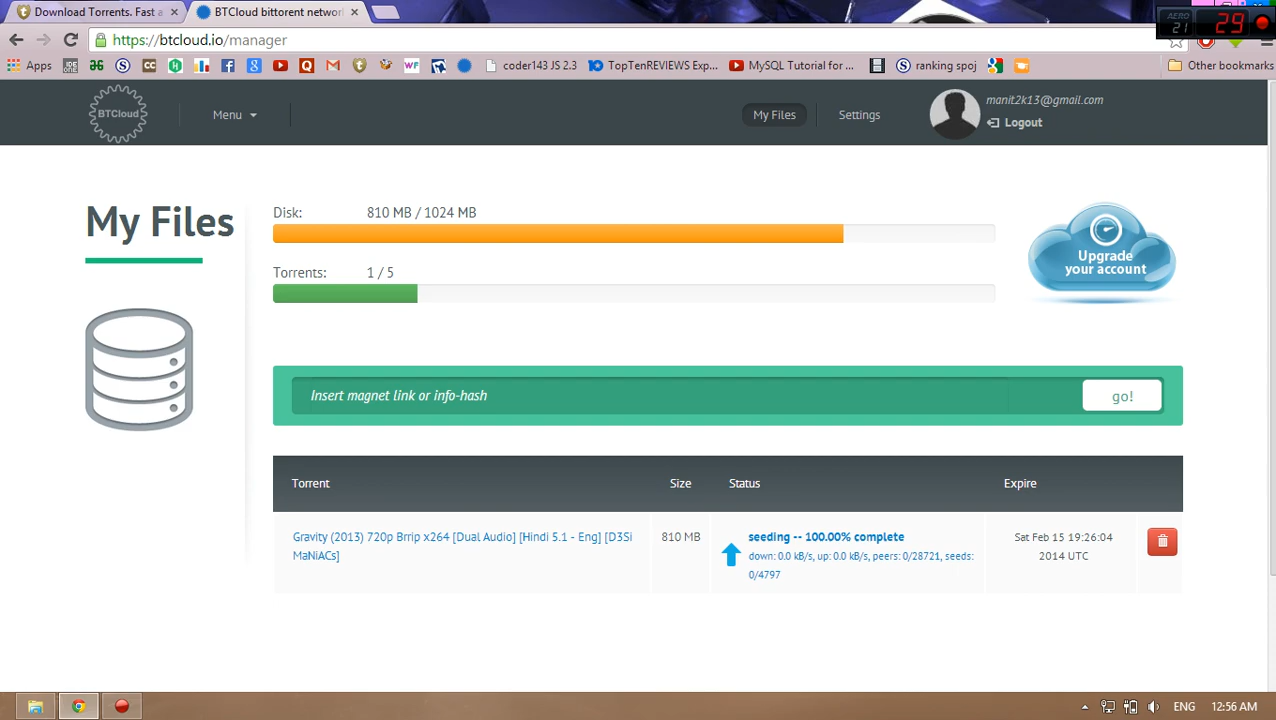 Download Torrents. Fast a
BTCloud bittorent networ
AERO
21
29
https://btcloud.io/manager
Apps
coder143 JS 2.3
TopTenREVIEWS Exp...
MySQL Tutorial for ...
ranking spoj
Other bookmarks
BTCloud
Menu
My Files
Settings
manit2k13@gmail.com
Logout
My Files
Disk: 810 MB / 1024 MB
Torrents: 1 / 5
Upgrade
your account
Insert magnet link or info-hash
go!
Torrent Size Status Expire
Gravity (2013) 720p Brrip x264 [Dual Audio] [Hindi 5.1 - Eng] [D3Si
MaNiACs]
810 MB
seeding -- 100.00% complete
down: 0.0 kB/s, up: 0.0 kB/s, peers: 0/28721, seeds:
0/4797
Sat Feb 15 19:26:04
2014 UTC
ENG
12:56 AM